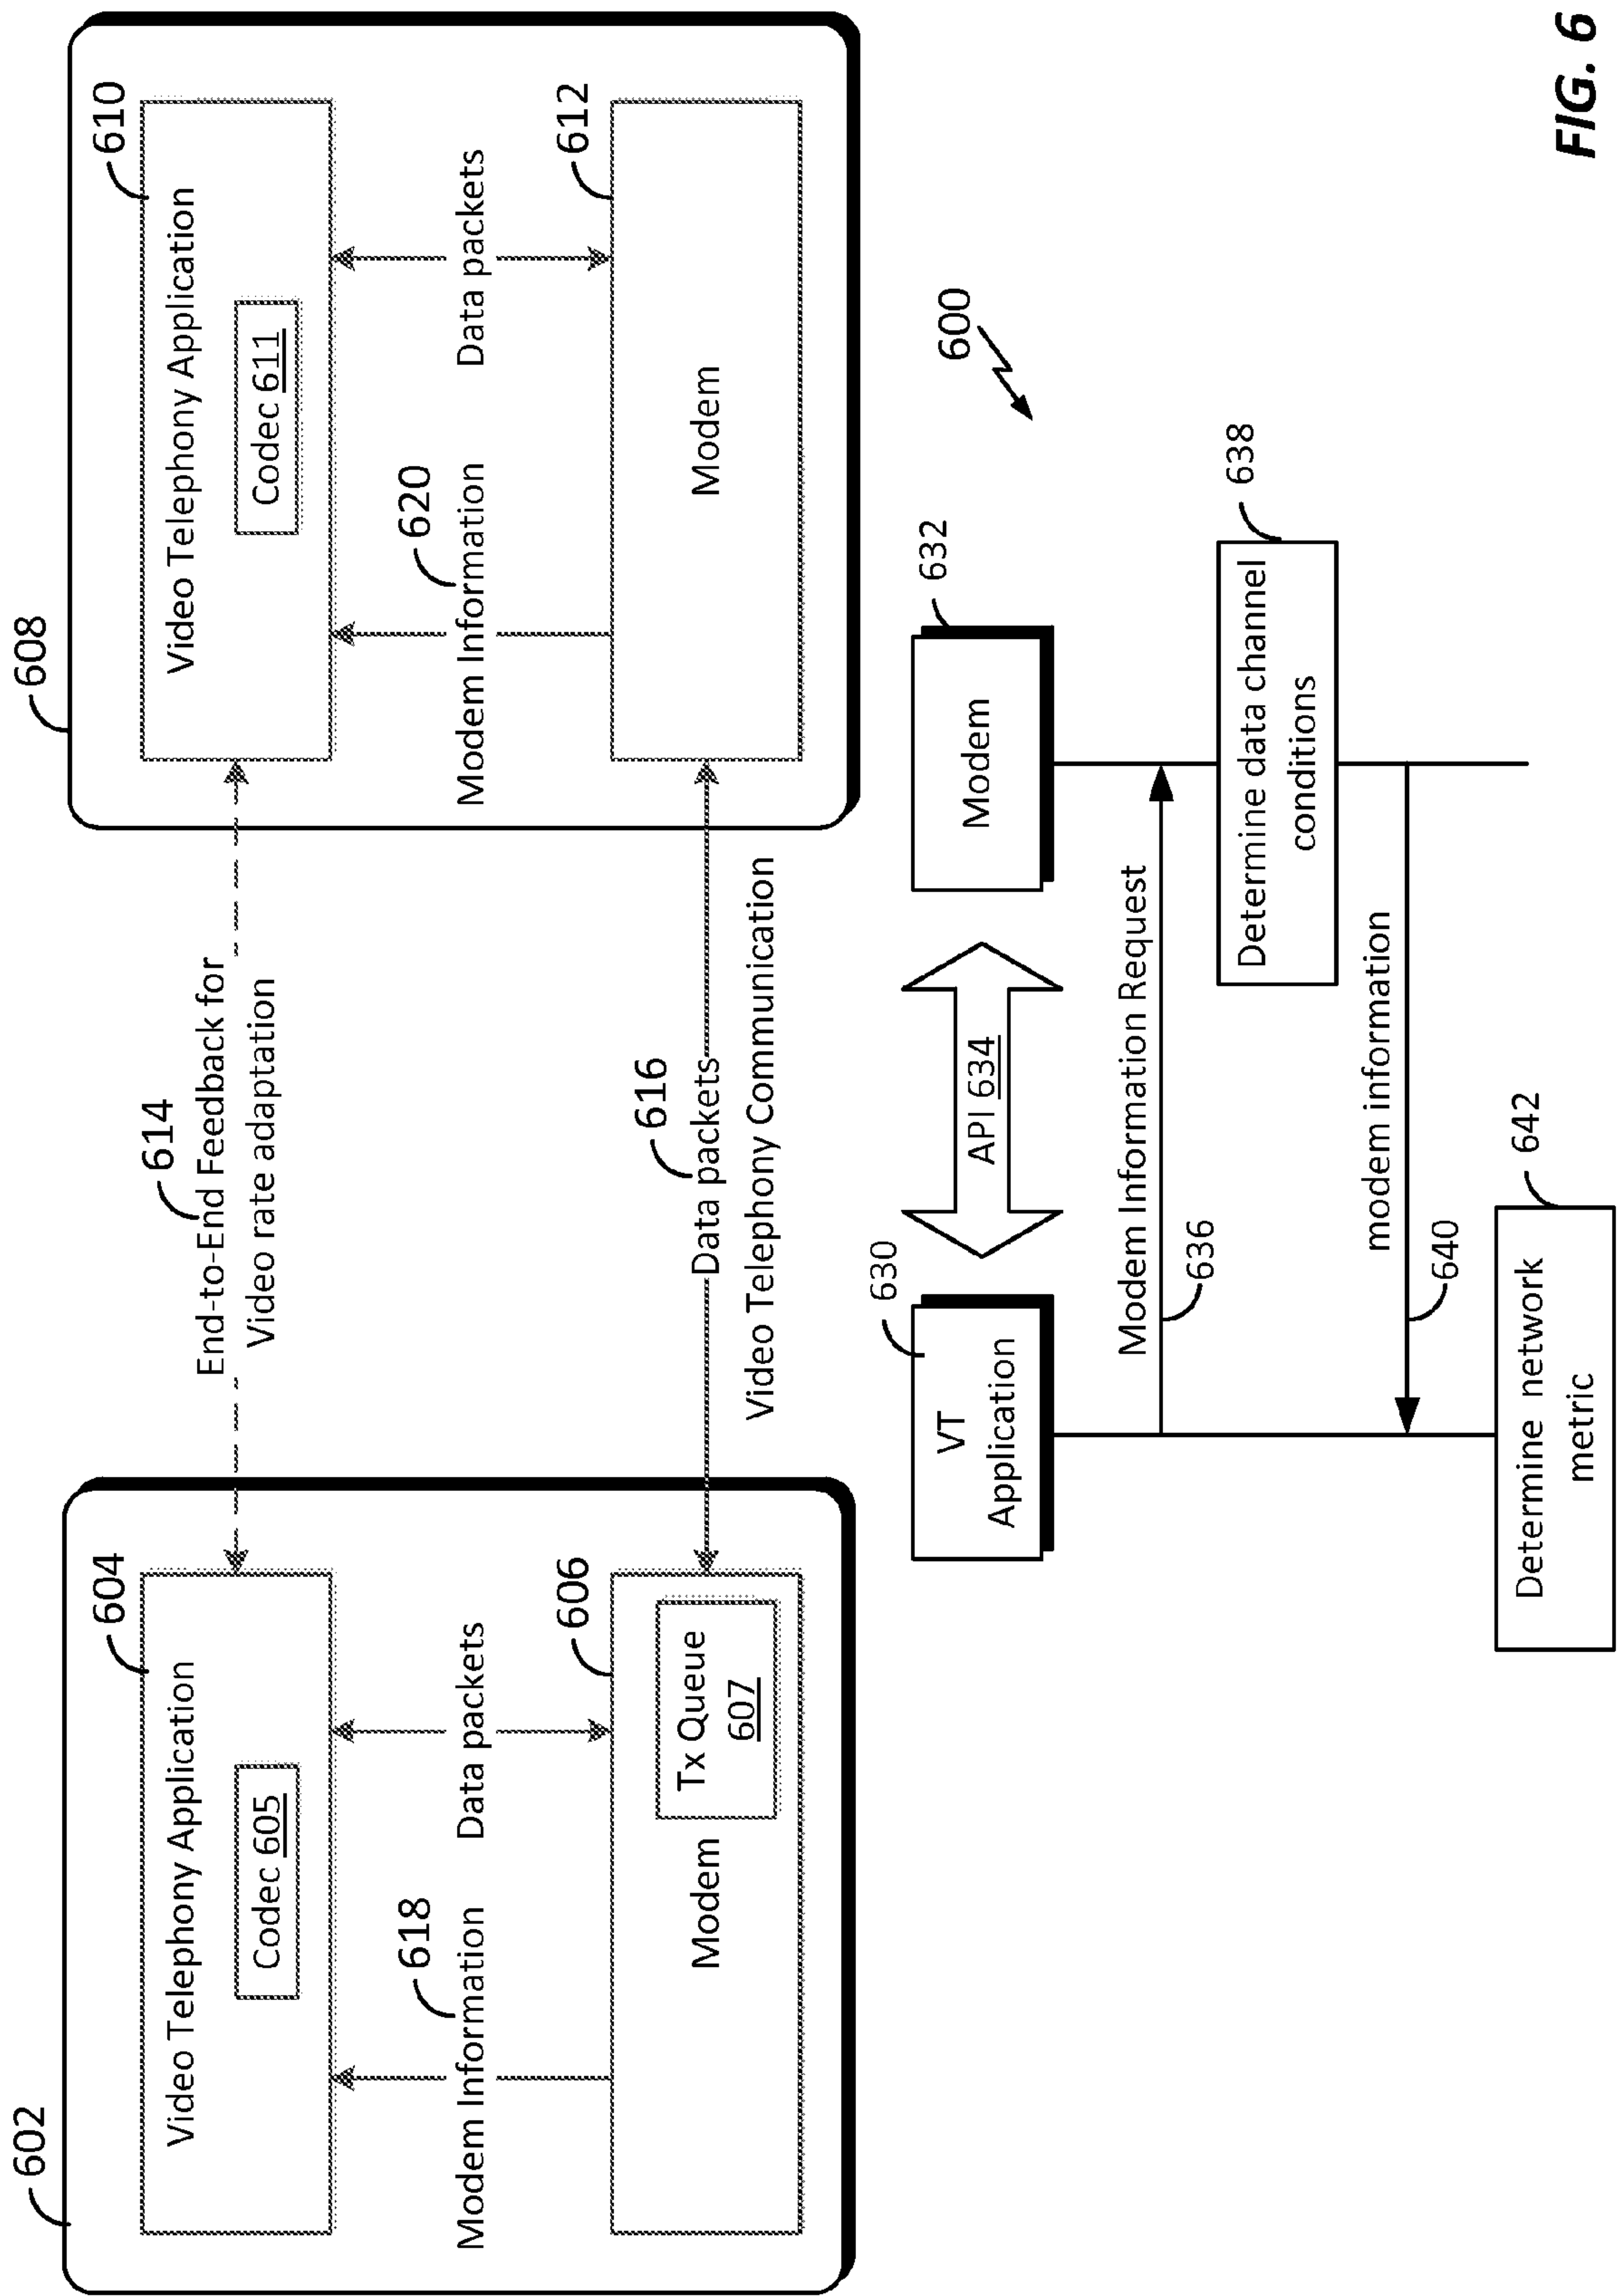 602
604
Video Telephony Application
Codec 605
618
Modem Information
Data packets
606
Modem
Tx Queue
607
614
End-to-End Feedback for
Video rate adaptation
616
Data packets
Video Telephony Communication
608
610
Video Telephony Application
Codec 611
620
Modem Information
Data packets
612
Modem
600
630
VT
Application
API 634
632
Modem
Modem Information Request
636
638
Determine data channel
conditions
modem information
640
642
Determine network
metric
FIG. 6